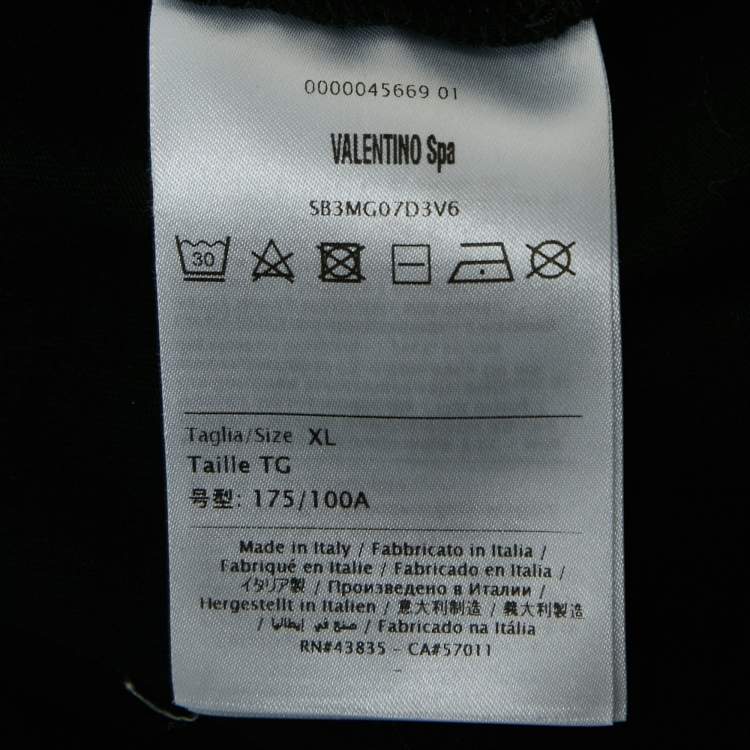 0000045669 01
VALENTINO Spa
SB3MG07D3V6
30
Taglia/Size XL
Taille TG
号型: 175/100A
Made in Italy / Fabbricato in Italia /
Fabriqué en Italie / Fabricado en Italia /
イタリア製 / Произведено в Италии /
Hergestellt in Italien / 意大利制造 / 義大利製造
/ صنع في إيطاليا / Fabricado na Itália
RN#43835 - CA#57011